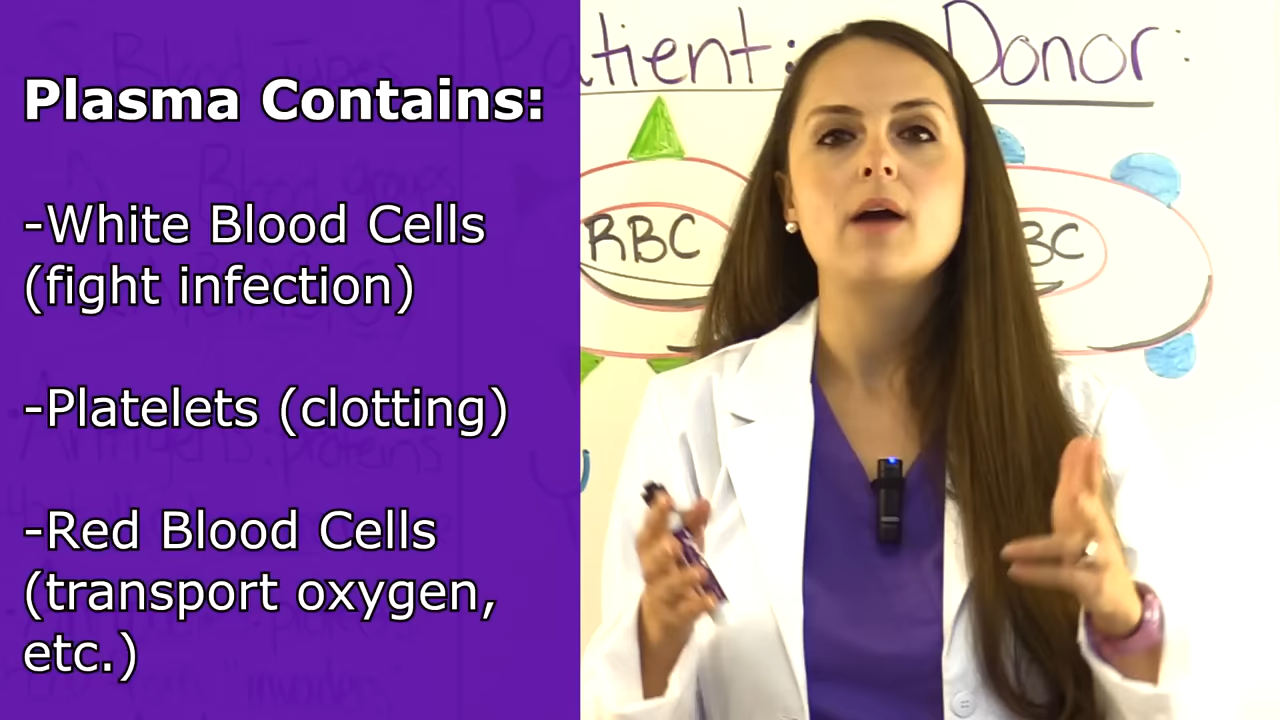 Plasma Contains:
-White Blood Cells
(fight infection)
-Platelets (clotting)
-Red Blood Cells
(transport oxygen,
etc.)
Patient: Donor:
RBC BC